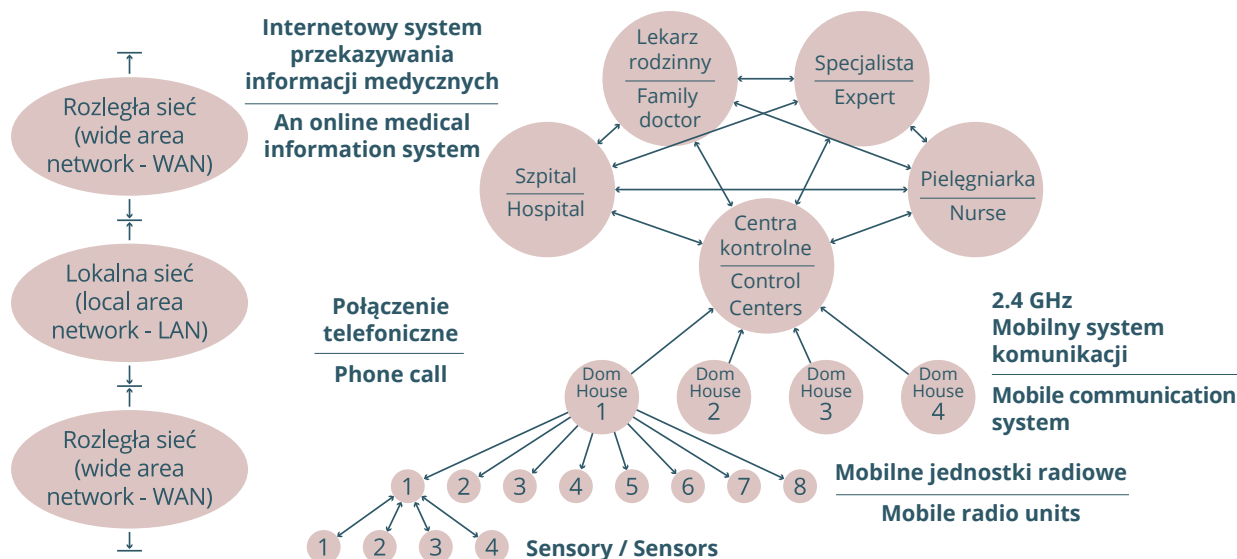 Internetowy system
przekazywania
informacji medycznych
An online medical
information system
Rozległa sieć
(wide area
network - WAN)
Lokalna sieć
(local area
network - LAN)
Rozległa sieć
(wide area
network - WAN)
Lekarz
rodzinny
Family
doctor
Specjalista
Expert
Szpital
Hospital
Pielęgniarka
Nurse
Centra
kontrolne
Control
Centers
Połączenie
telefoniczne
Phone call
2.4 GHz
Mobilny system
komunikacji
Mobile communication
system
Dom
House
1
Dom
House
2
Dom
House
3
Dom
House
4
1 2 3 4 5 6 7 8
Mobilne jednostki radiowe
Mobile radio units
1 2 3 4
Sensory / Sensors